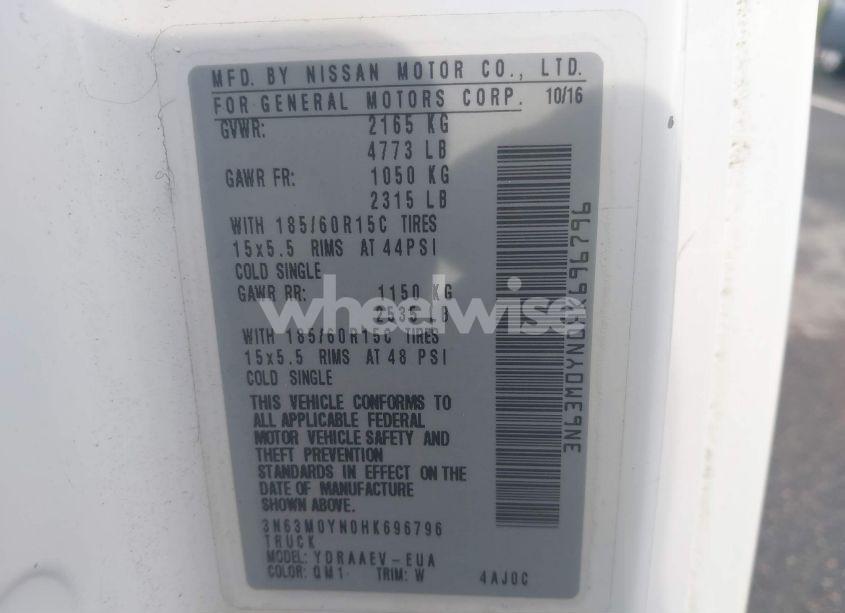 MFD. BY NISSAN MOTOR CO., LTD.
FOR GENERAL MOTORS CORP. 10/16
GVWR: 2165 KG
4773 LB
GAWR FR: 1050 KG
2315 LB
WITH 185/60R15C TIRES
15x5.5 RIMS AT 44PSI
COLD SINGLE
GAWR RR: 1150 KG
2535 LB
WITH 185/60R15C TIRES
15x5.5 RIMS AT 48 PSI
COLD SINGLE
THIS VEHICLE CONFORMS TO
ALL APPLICABLE FEDERAL
MOTOR VEHICLE SAFETY AND
THEFT PREVENTION
STANDARDS IN EFFECT ON THE
DATE OF MANUFACTURE
SHOWN ABOVE.
3N63M0YN0HK696796
TRUCK
MODEL: YDRAAEV-EUA
COLOR: QM1 TRIM: W 4AJ0C
3N63M0YN0HK696796
wheelwise